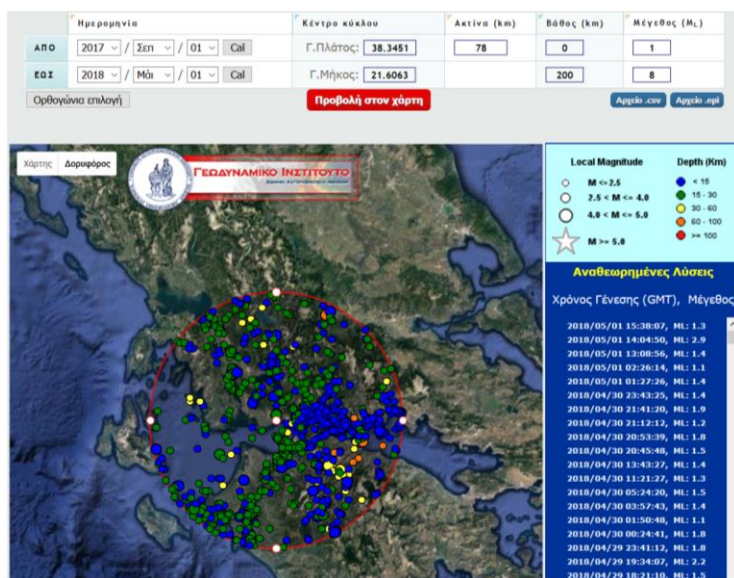 Ημερομηνία Κέντρο κύκλου Ακτίνα (km) Βάθος (km) Μέγεθος (ML)
ΑΠΟ 2017 / Σεπ / 01 Cal Γ.Πλάτος: 38.3451 78 0 1
ΕΩΣ 2018 / Μάι / 01 Cal Γ.Μήκος: 21.6063 200 8
Ορθογώνια επιλογή Προβολή στον χάρτη Αρχείο .csv Αρχείο .epi
Χάρτης Δορυφόρος
ΓΕΩΔΥΝΑΜΙΚΟ ΙΝΣΤΙΤΟΥΤΟ
ΕΘΝΙΚΟ ΑΣΤΕΡΟΣΚΟΠΕΙΟ ΑΘΗΝΩΝ
Local Magnitude Depth (Km)
M <=2.5
2.5 < M <= 4.0
4.0 < M <= 5.0
M >= 5.0
< 15
15 - 30
30 - 60
60 - 100
>= 100
Αναθεωρημένες Λύσεις
Χρόνος Γένεσης (GMT), Μέγεθος
2018/05/01 15:38:07, ML: 1.3
2018/05/01 14:04:50, ML: 2.9
2018/05/01 13:08:56, ML: 1.4
2018/05/01 02:26:14, ML: 1.1
2018/05/01 01:27:26, ML: 1.4
2018/04/30 23:43:25, ML: 1.4
2018/04/30 21:41:20, ML: 1.9
2018/04/30 21:12:12, ML: 1.2
2018/04/30 20:53:39, ML: 1.8
2018/04/30 20:45:48, ML: 1.5
2018/04/30 13:43:27, ML: 1.4
2018/04/30 11:21:27, ML: 1.3
2018/04/30 05:24:20, ML: 1.5
2018/04/30 03:57:43, ML: 1.4
2018/04/30 01:50:48, ML: 1.1
2018/04/30 00:24:41, ML: 1.8
2018/04/29 23:41:12, ML: 1.8
2018/04/29 19:34:07, ML: 2.2
2018/04/29 18:21:10, ML: 1.5